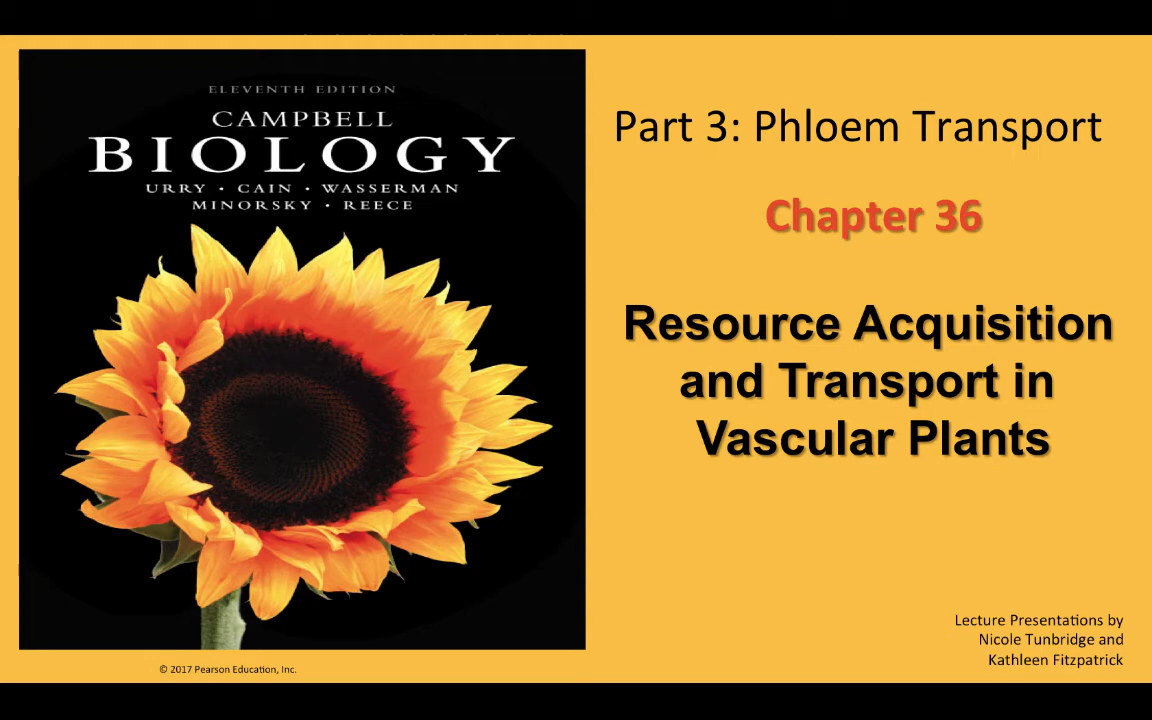 ELEVENTH EDITION
CAMPBELL
BIOLOGY
URRY • CAIN • WASSERMAN
MINORSKY • REECE
© 2017 Pearson Education, Inc.
Part 3: Phloem Transport
Chapter 36
Resource Acquisition
and Transport in
Vascular Plants
Lecture Presentations by
Nicole Tunbridge and
Kathleen Fitzpatrick